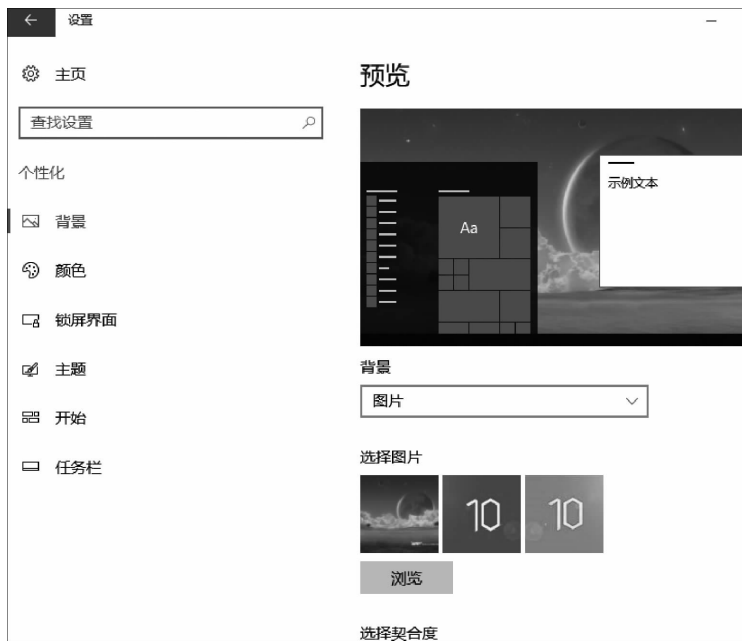 设置
主页
查找设置
个性化
背景
颜色
锁屏界面
主题
开始
任务栏
预览
示例文本
Aa
背景
图片
选择图片
10
10
浏览
选择契合度